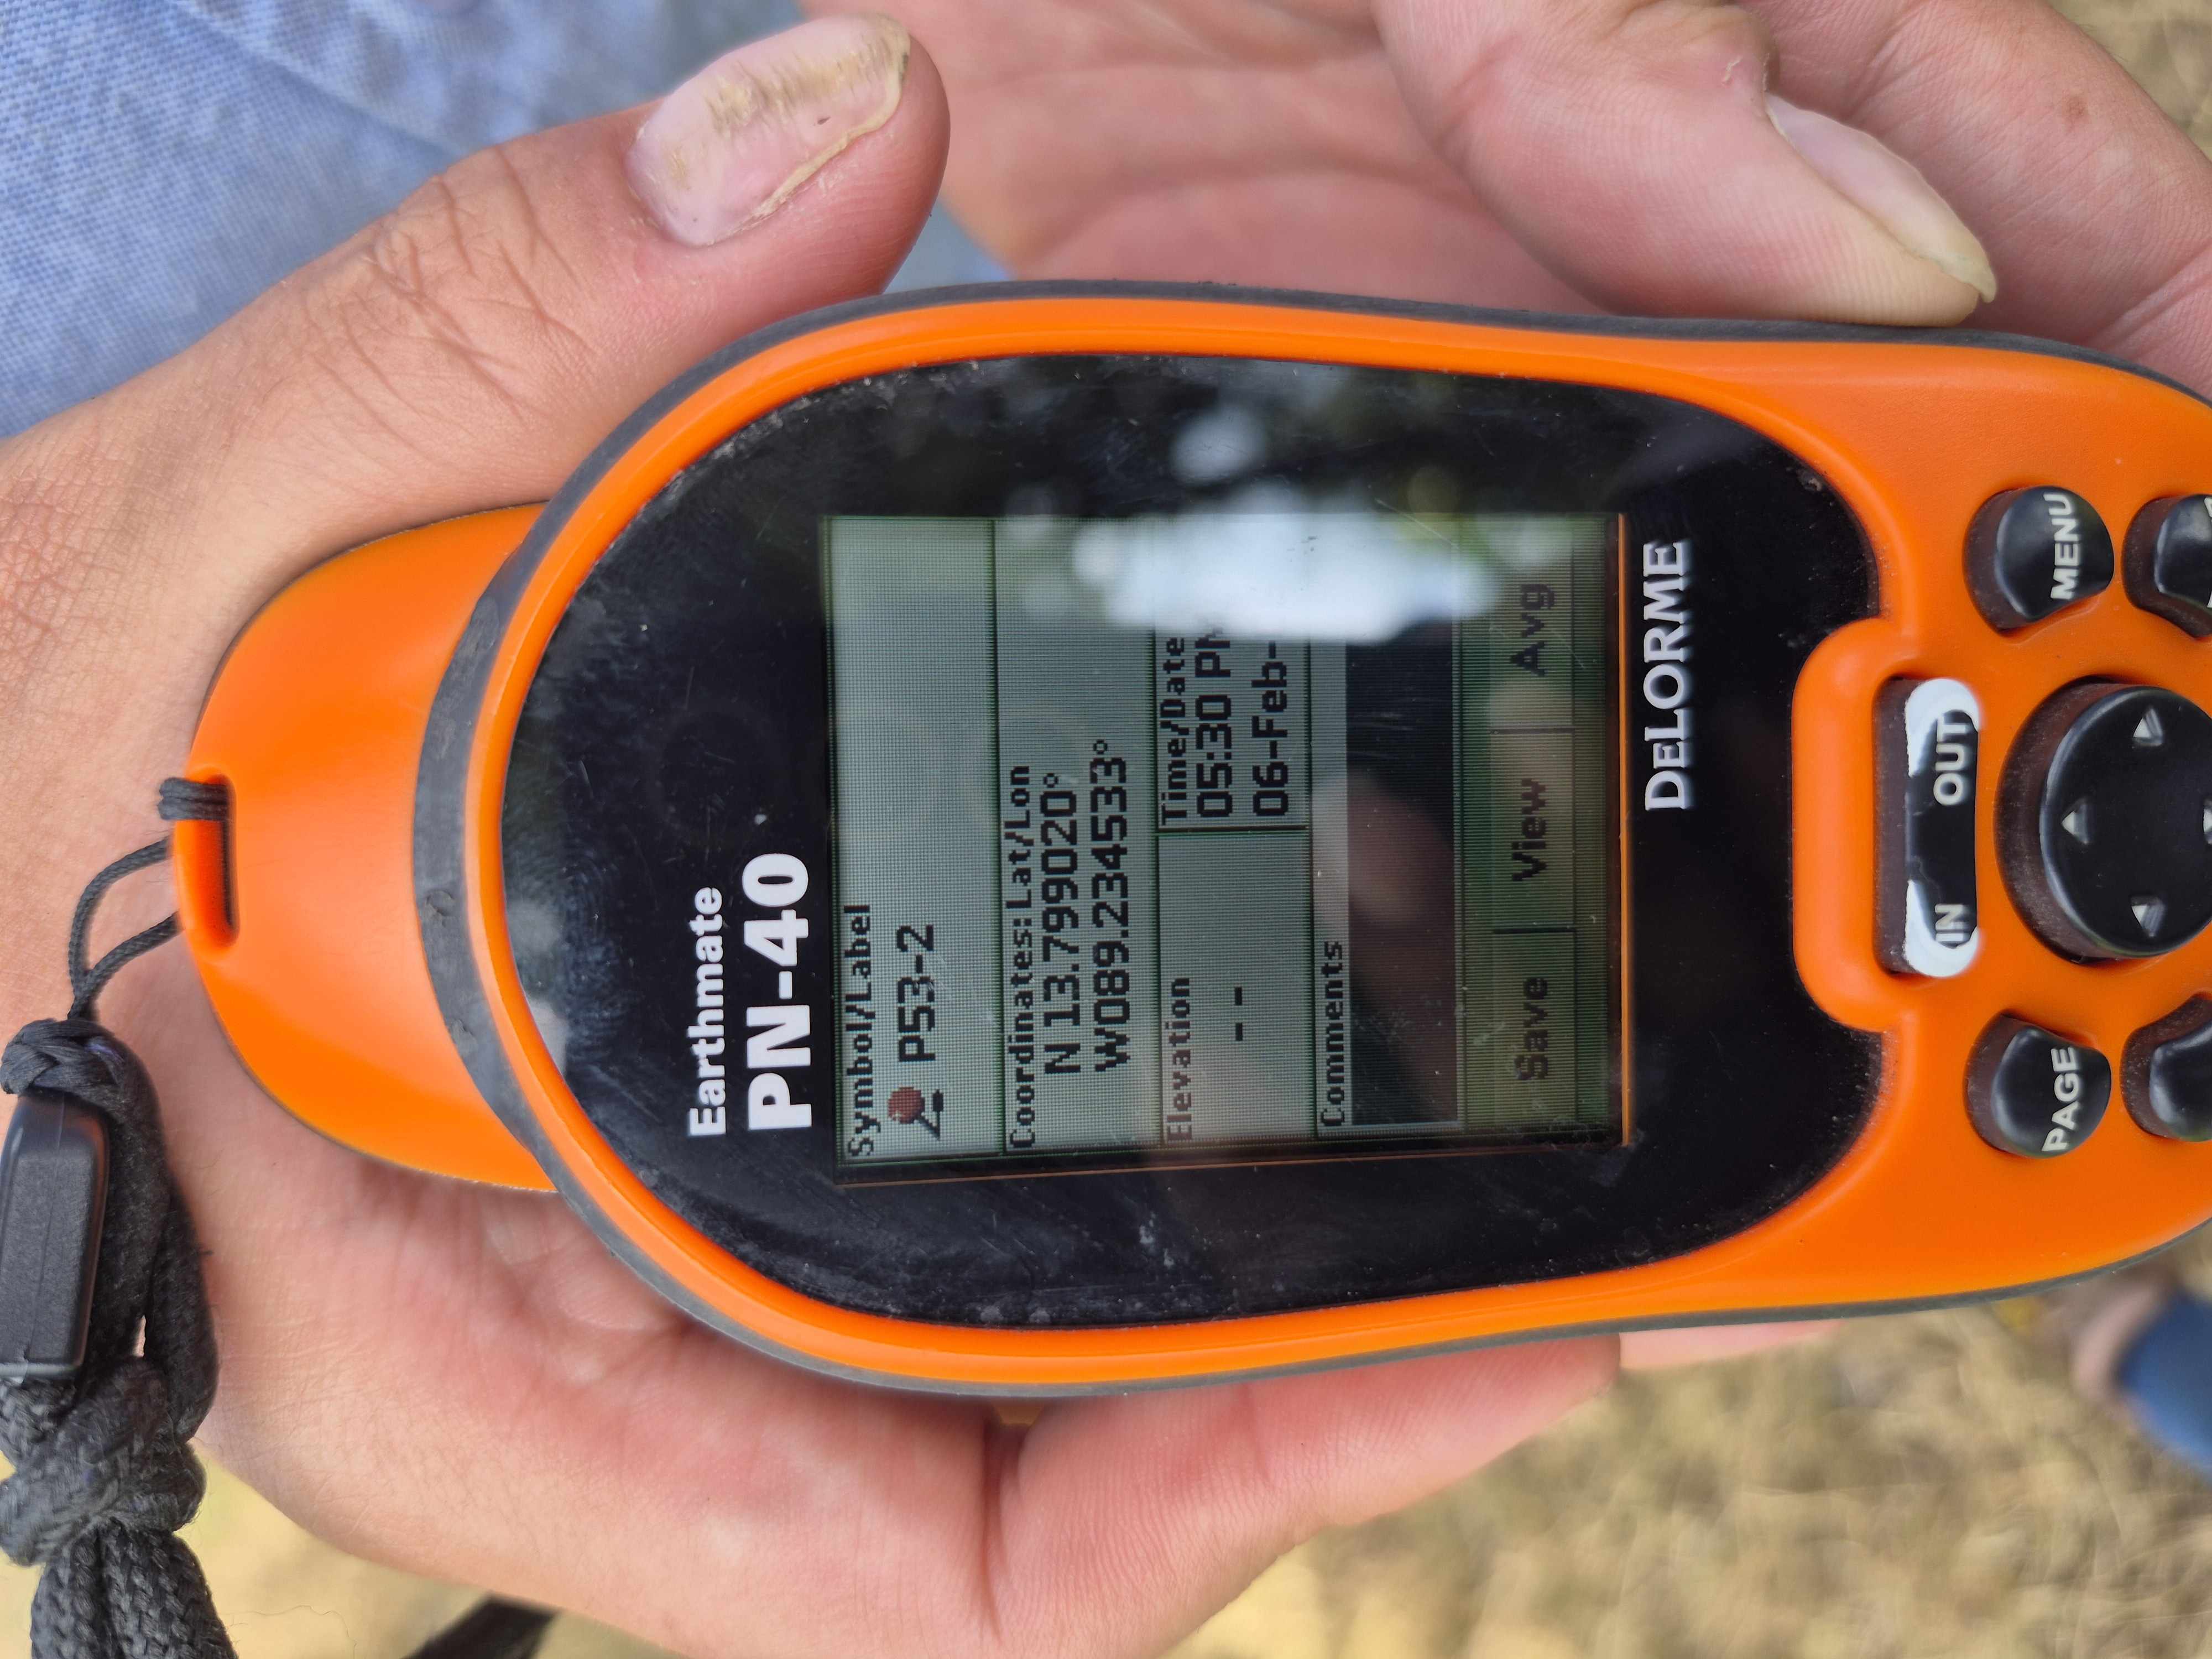 Earthmate
PN-40
Symbol/Label
P53-2
Coordinates: Lat/Lon
N 13.799020°
W089.234533°
Elevation
--
Time/Date
05:30 PM
06-Feb-
Comments
Save View Avg
DELORME
IN OUT
PAGE
MENU